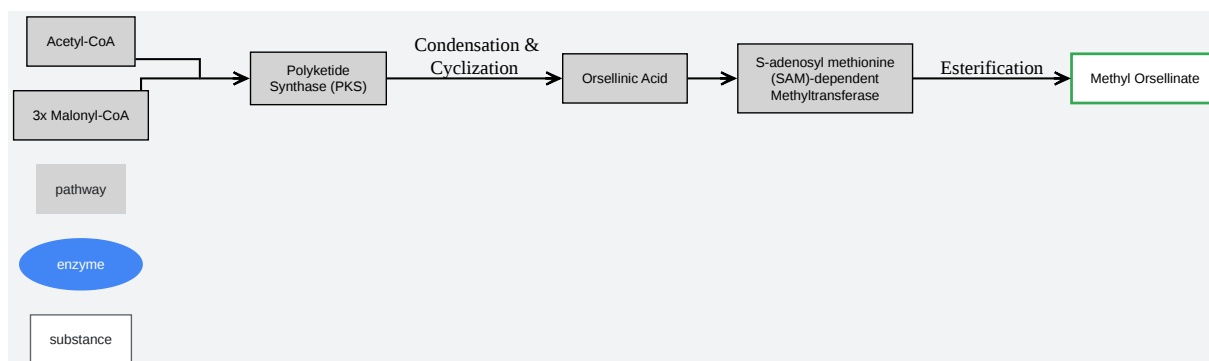 Acetyl-CoA
3x Malonyl-CoA
Polyketide
Synthase (PKS)
Condensation &
Cyclization
Orsellinic Acid
S-adenosyl methionine
(SAM)-dependent
Methyltransferase
Esterification
Methyl Orsellinate
pathway
enzyme
substance